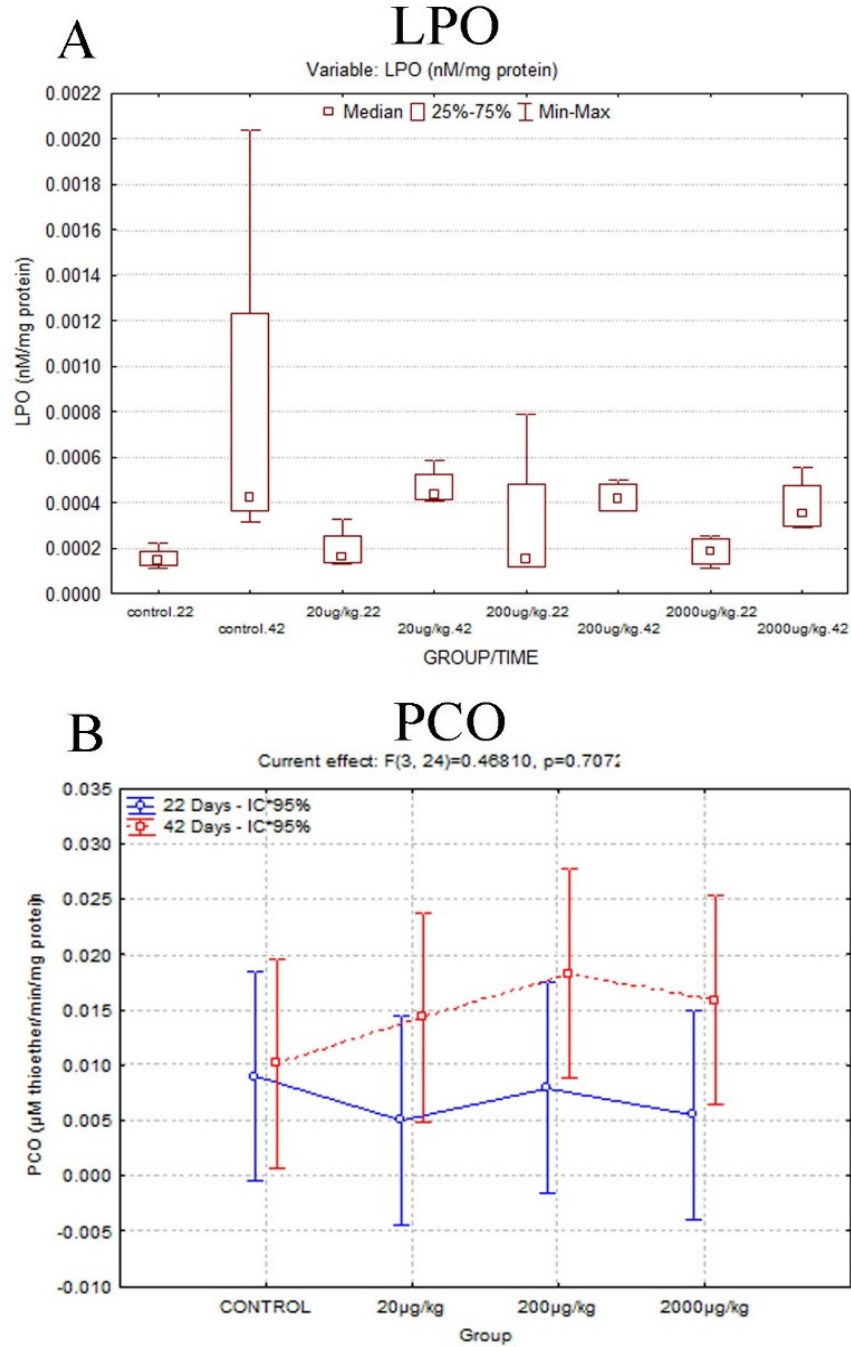 A
LPO
Variable: LPO (nM/mg protein)
Median 25%-75% Min-Max
0.0022
0.0020
0.0018
0.0016
0.0014
0.0012
0.0010
0.0008
0.0006
0.0004
0.0002
0.0000
LPO (nM/mg protein)
control.22 20ug/kg.22 200ug/kg.22 2000ug/kg.22
control.42 20ug/kg.42 200ug/kg.42 2000ug/kg.42
GROUP/TIME
B
PCO
Current effect: F(3, 24)=0.46810, p=0.7072
22 Days - IC*95%
42 Days - IC*95%
0.035
0.030
0.025
0.020
0.015
0.010
0.005
0.000
-0.005
-0.010
PCO (µM thioether/min/mg protein)
CONTROL 20µg/kg 200µg/kg 2000µg/kg
Group